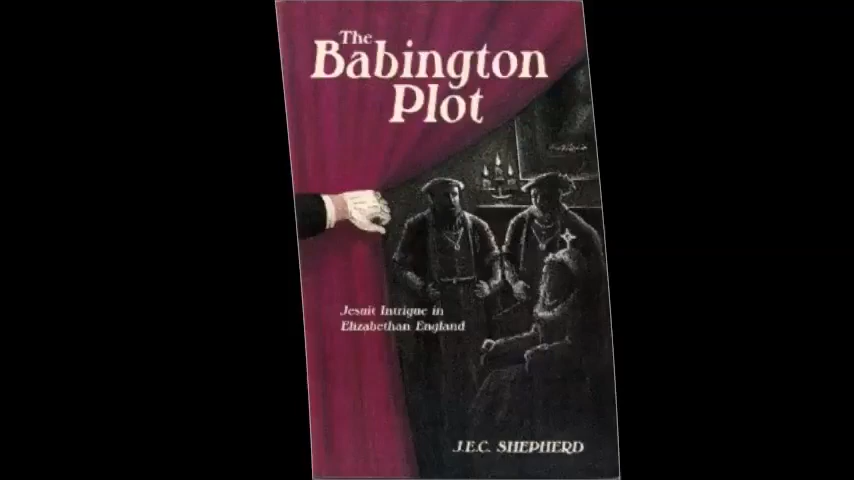 The
Babington
Plot
Jesuit Intrigue in
Elizabethan England
J.E.C. SHEPHERD